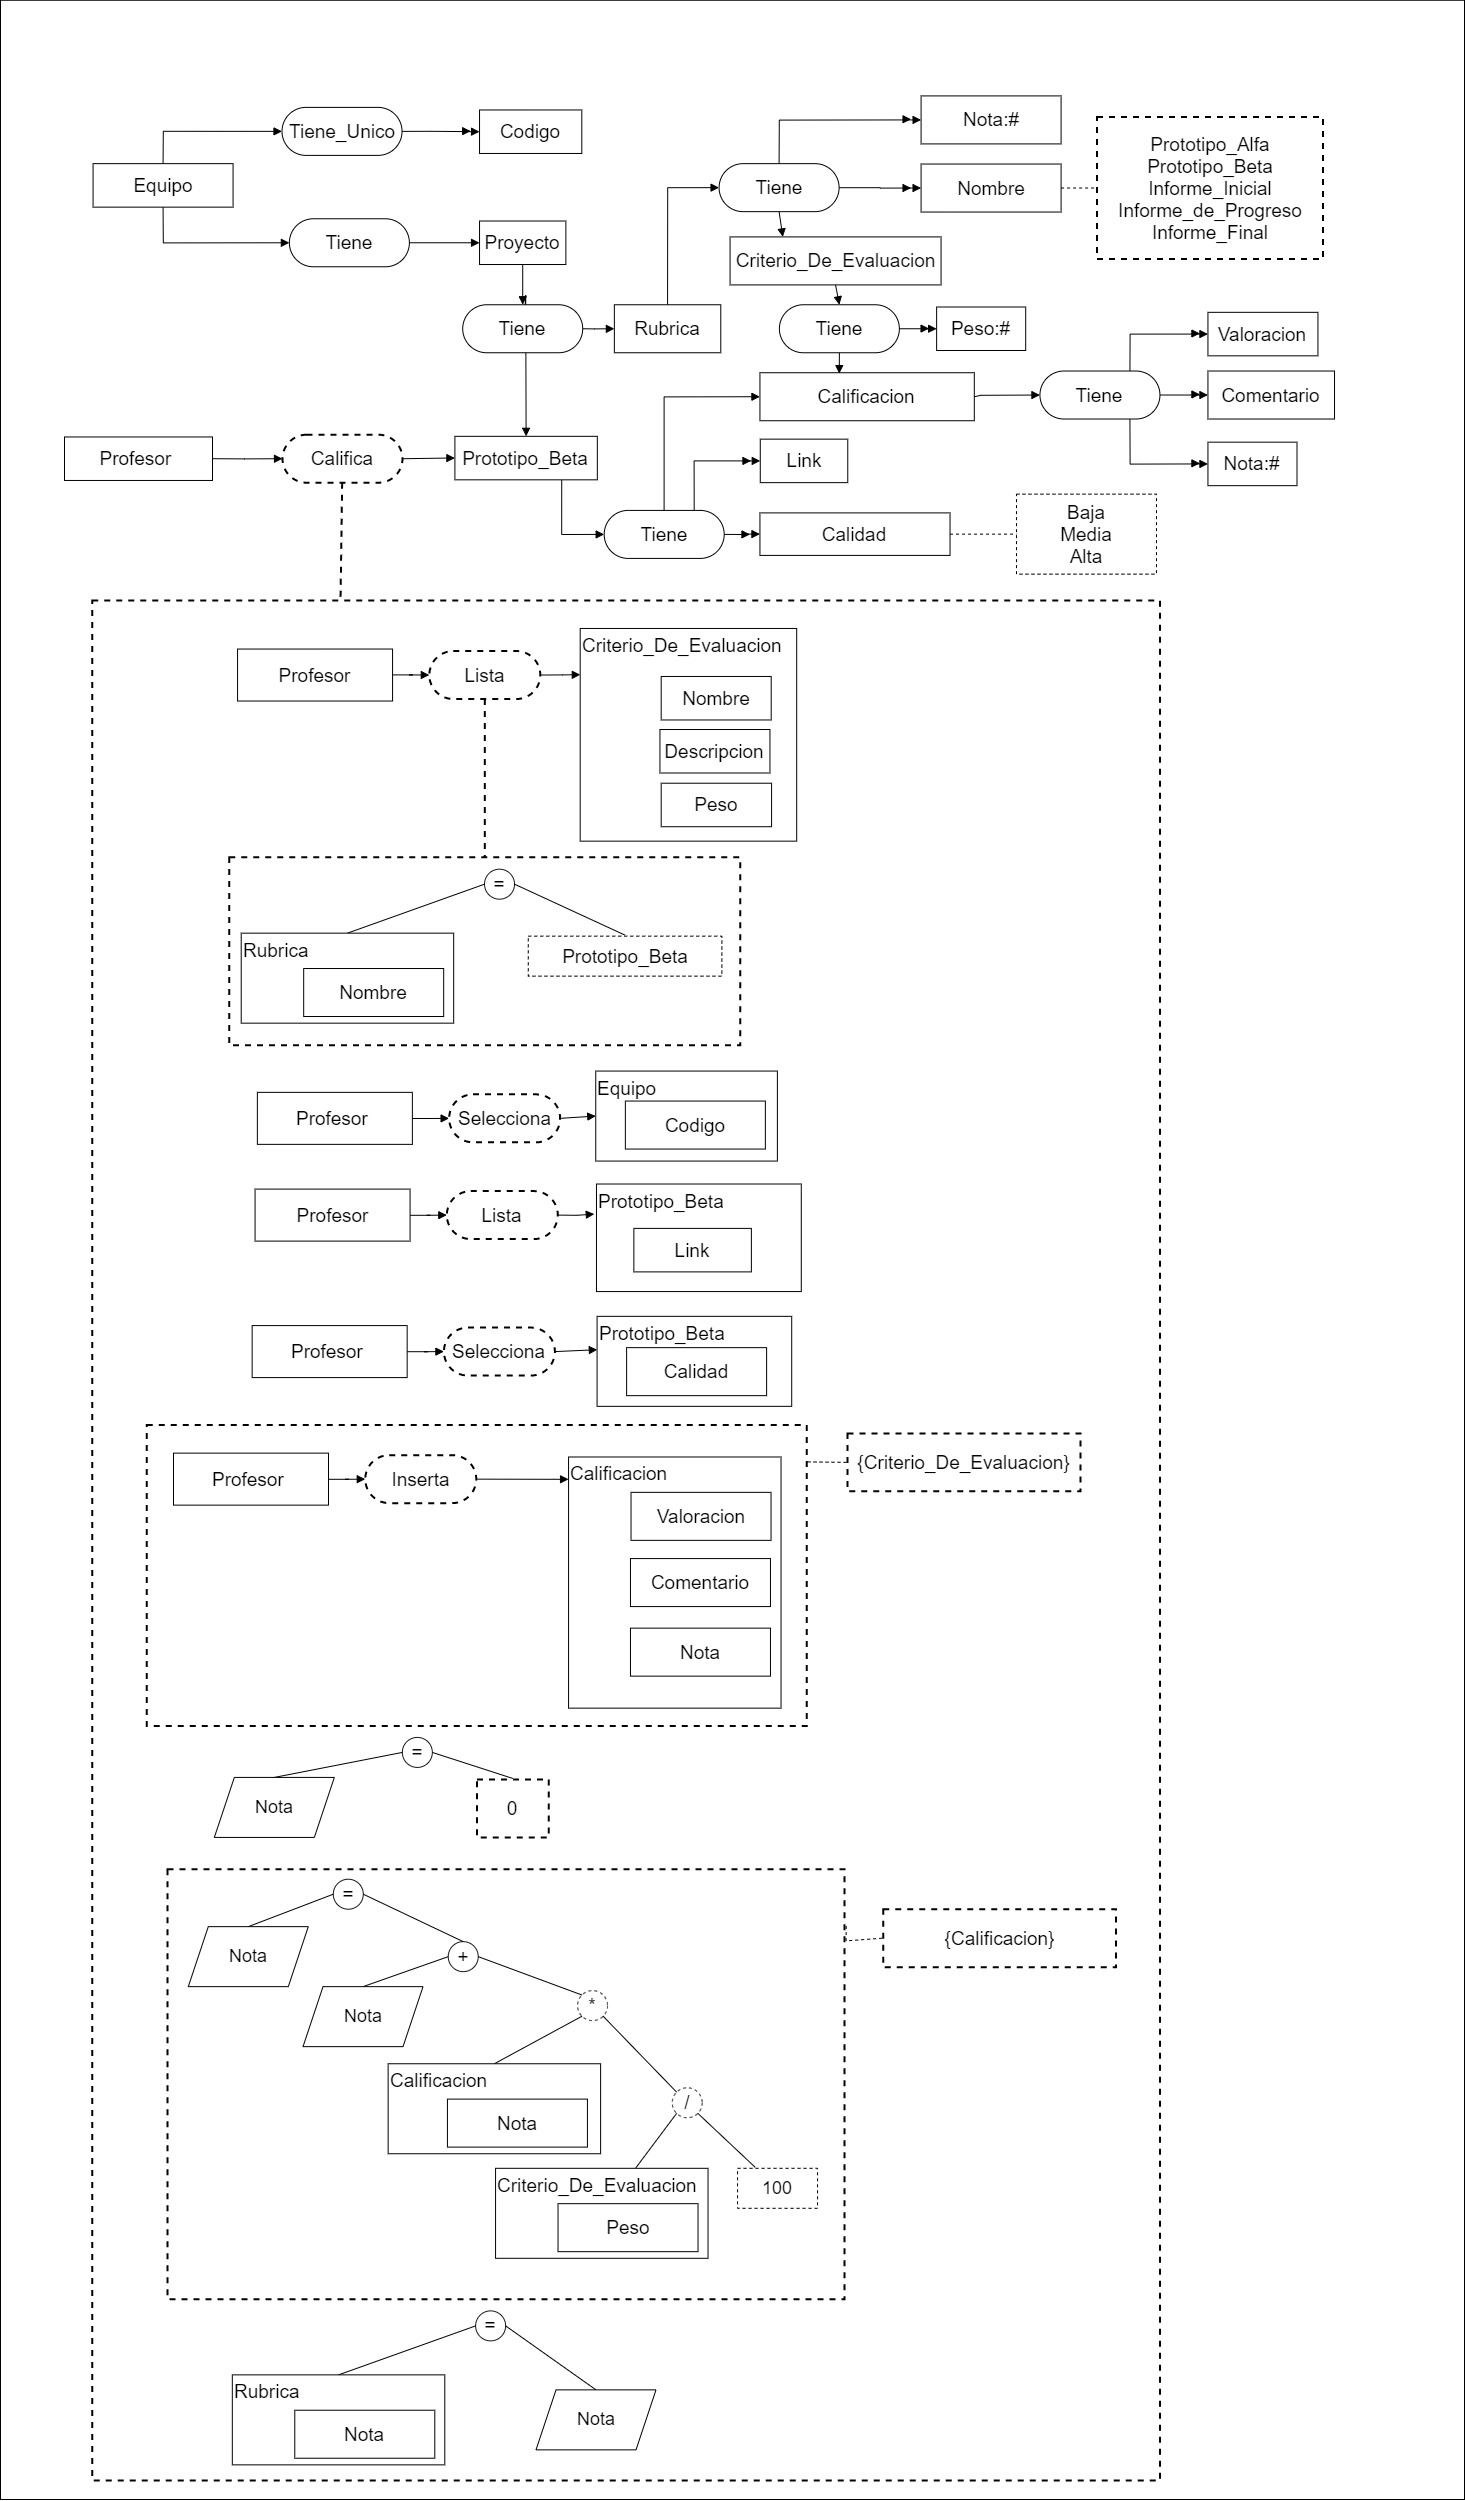 Tiene_Unico
Codigo
Equipo
Tiene
Proyecto
Nota:#
Tiene
Nombre
Prototipo_Alfa
Prototipo_Beta
Informe_Inicial
Informe_de_Progreso
Informe_Final
Criterio_De_Evaluacion
Tiene
Rubrica
Tiene
Peso:#
Valoracion
Calificacion
Tiene
Comentario
Nota:#
Profesor
Califica
Prototipo_Beta
Link
Tiene
Calidad
Baja
Media
Alta
Profesor
Lista
Criterio_De_Evaluacion
Nombre
Descripcion
Peso
=
Rubrica
Nombre
Prototipo_Beta
Profesor
Selecciona
Equipo
Codigo
Profesor
Lista
Prototipo_Beta
Link
Profesor
Selecciona
Prototipo_Beta
Calidad
Profesor
Inserta
Calificacion
Valoracion
Comentario
Nota
{Criterio_De_Evaluacion}
=
Nota
0
=
Nota
+
Nota
*
Calificacion
Nota
/
Criterio_De_Evaluacion
Peso
100
{Calificacion}
=
Rubrica
Nota
Nota